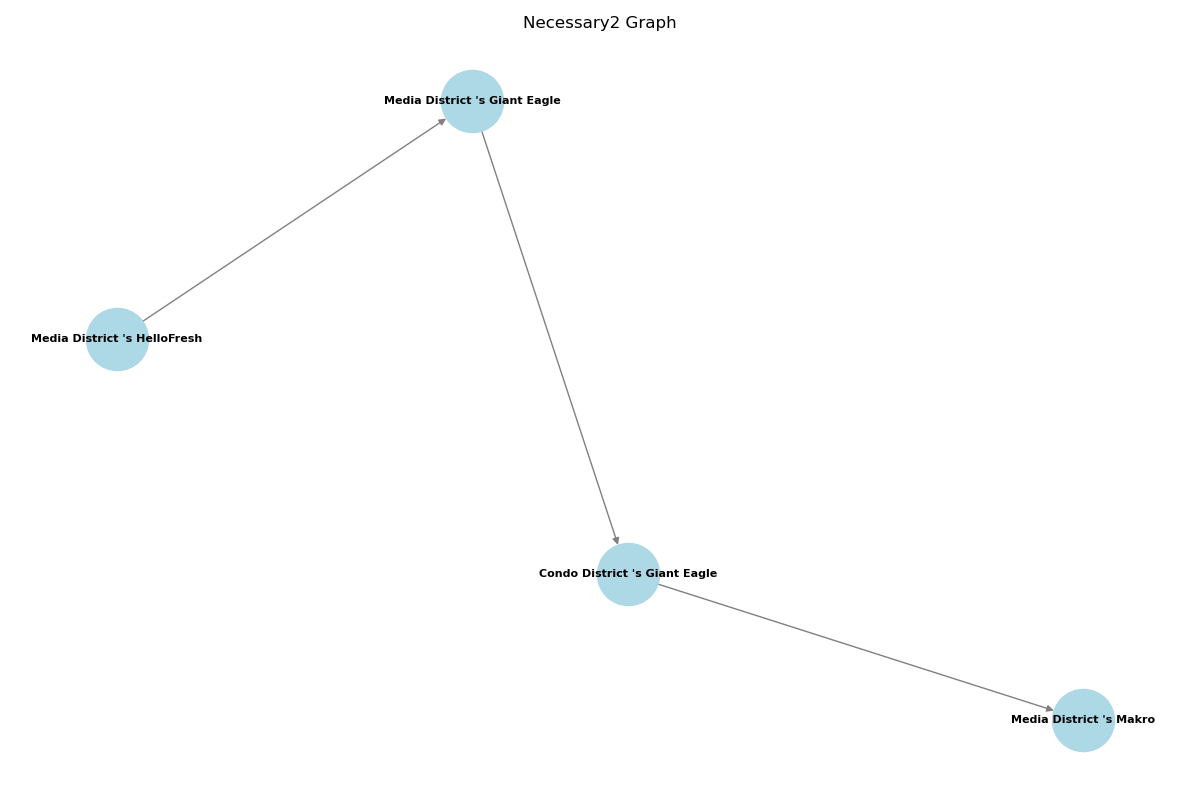 Necessary2 Graph
Media District 's Giant Eagle
Media District 's HelloFresh
Condo District 's Giant Eagle
Media District 's Makro